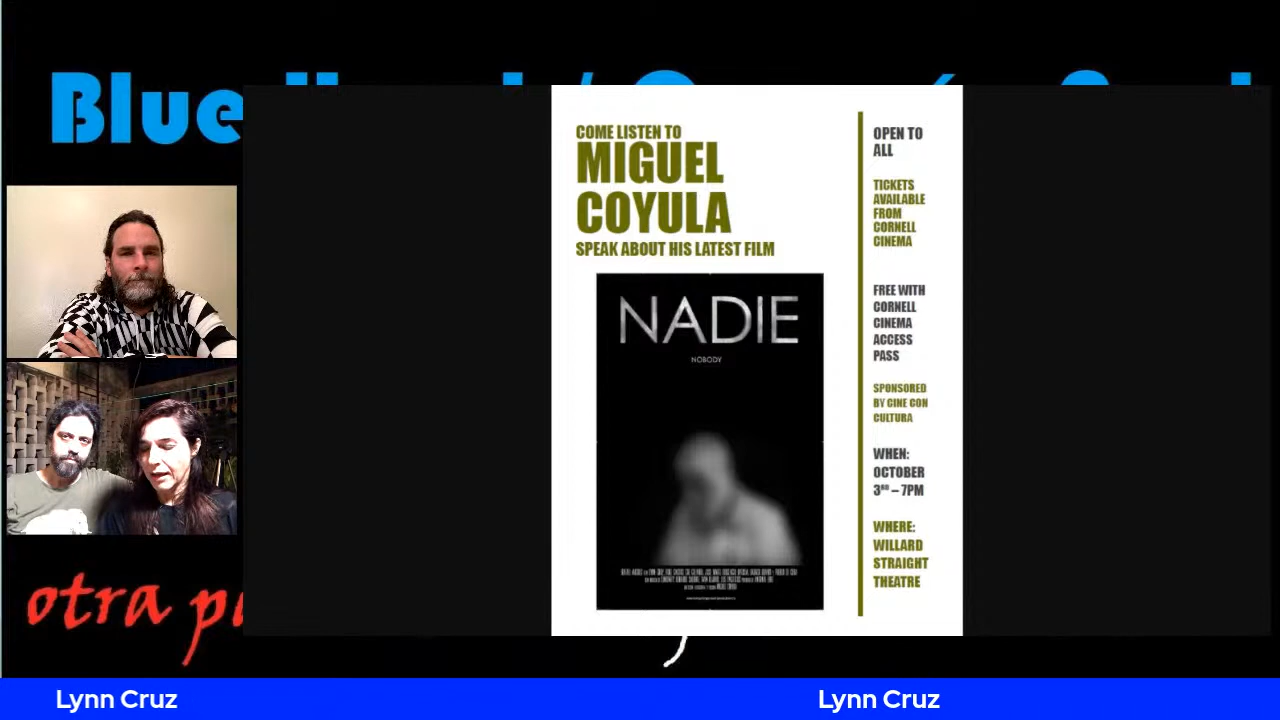 Blue
COME LISTEN TO
MIGUEL
COYULA
SPEAK ABOUT HIS LATEST FILM
NADIE
NOBODY
OPEN TO
ALL
TICKETS
AVAILABLE
FROM
CORNELL
CINEMA
FREE WITH
CORNELL
CINEMA
ACCESS
PASS
SPONSORED
BY CINE CON
CULTURA
WHEN:
OCTOBER
3RD – 7PM
WHERE:
WILLARD
STRAIGHT
THEATRE
otra
Lynn Cruz
Lynn Cruz